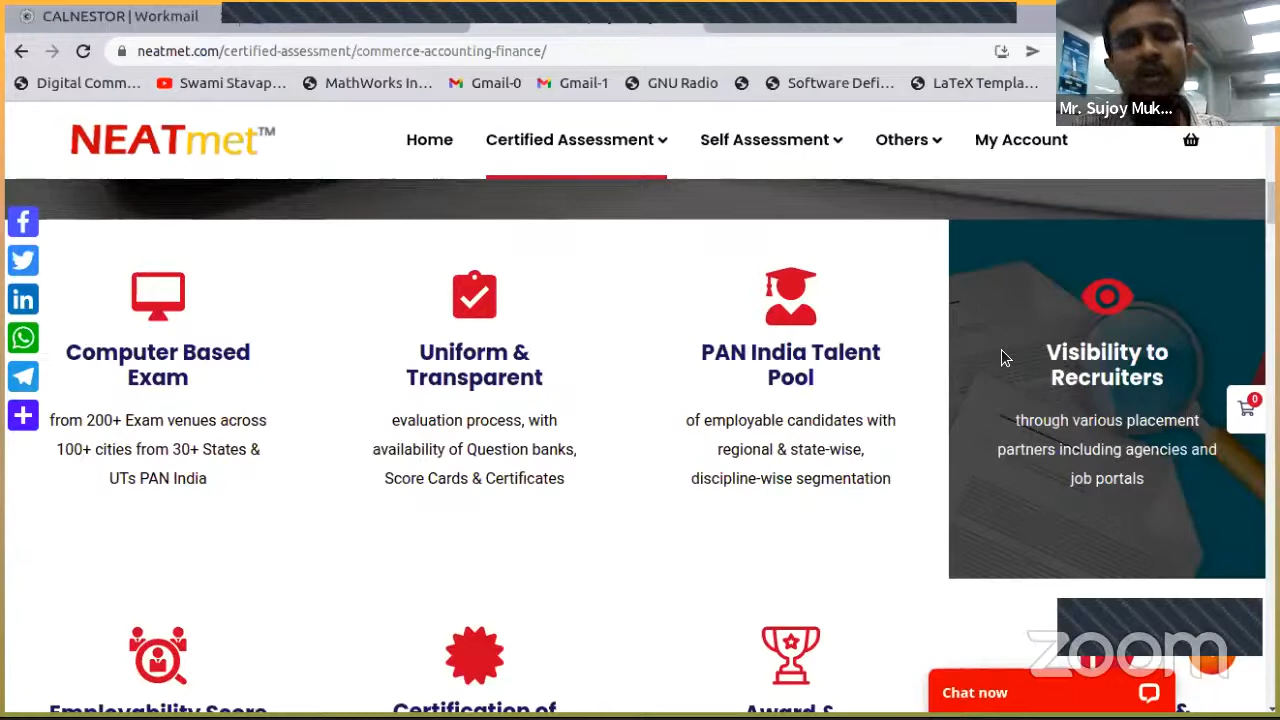 CALNESTOR | Workmail
neatmet.com/certified-assessment/commerce-accounting-finance/
Digital Comm... Swami Stavap... MathWorks In... Gmail-0 Gmail-1 GNU Radio Software Defi... LaTeX Templa...
Mr. Sujoy Muk...
NEATmet™ Home Certified Assessment Self Assessment Others My Account
Computer Based
Exam
from 200+ Exam venues across
100+ cities from 30+ States &
UTs PAN India
Uniform &
Transparent
evaluation process, with
availability of Question banks,
Score Cards & Certificates
PAN India Talent
Pool
of employable candidates with
regional & state-wise,
discipline-wise segmentation
Visibility to
Recruiters
through various placement
partners including agencies and
job portals
0
Employability Score
Certification of
Award &
&
zoom
Chat now